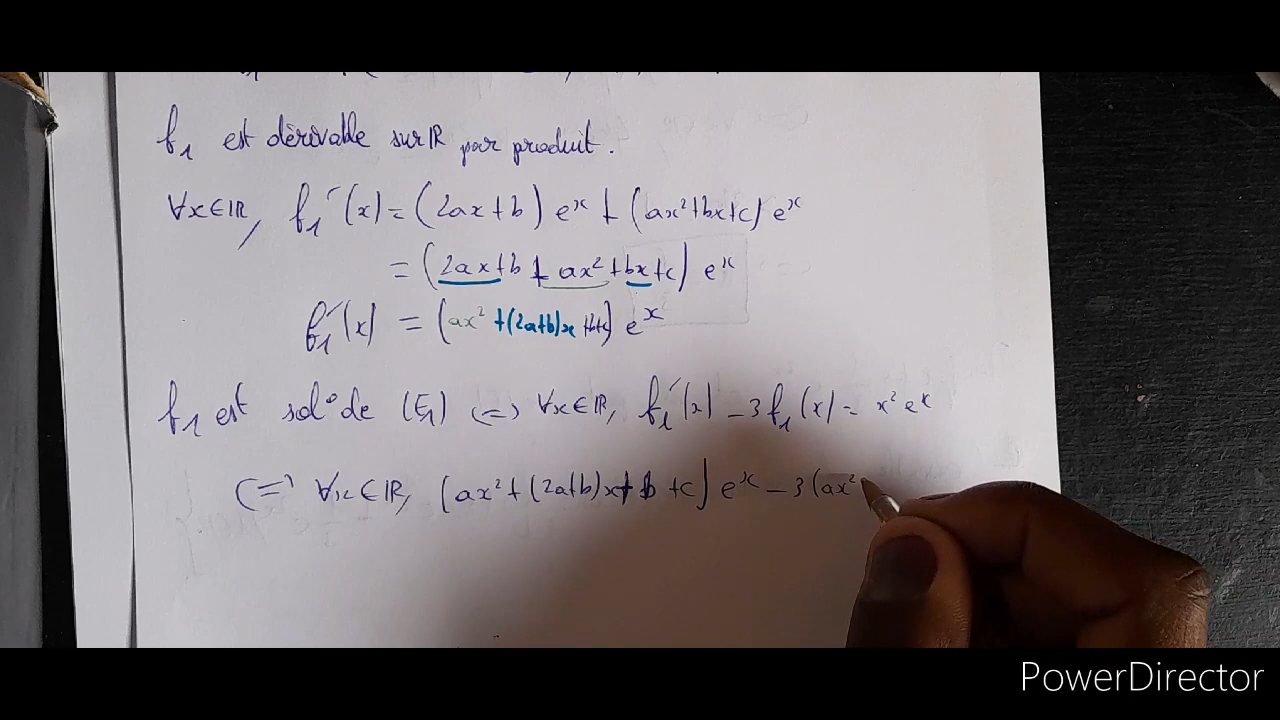 f₁ est dérivable sur ℝ par produit.
∀x∈ℝ, f₁'(x) = (2ax+b) eˣ + (ax²+bx+c) eˣ
= (2ax+b + ax²+bx+c) eˣ
f₁'(x) = (ax² +(2a+b)x +b+c) eˣ
f₁ est sol° de (E₁) <=> ∀x∈ℝ, f₁'(x) - 3f₁(x) = x² eˣ
<=> ∀x∈ℝ, (ax² + (2a+b)x + b + c) eˣ - 3(ax²
PowerDirector